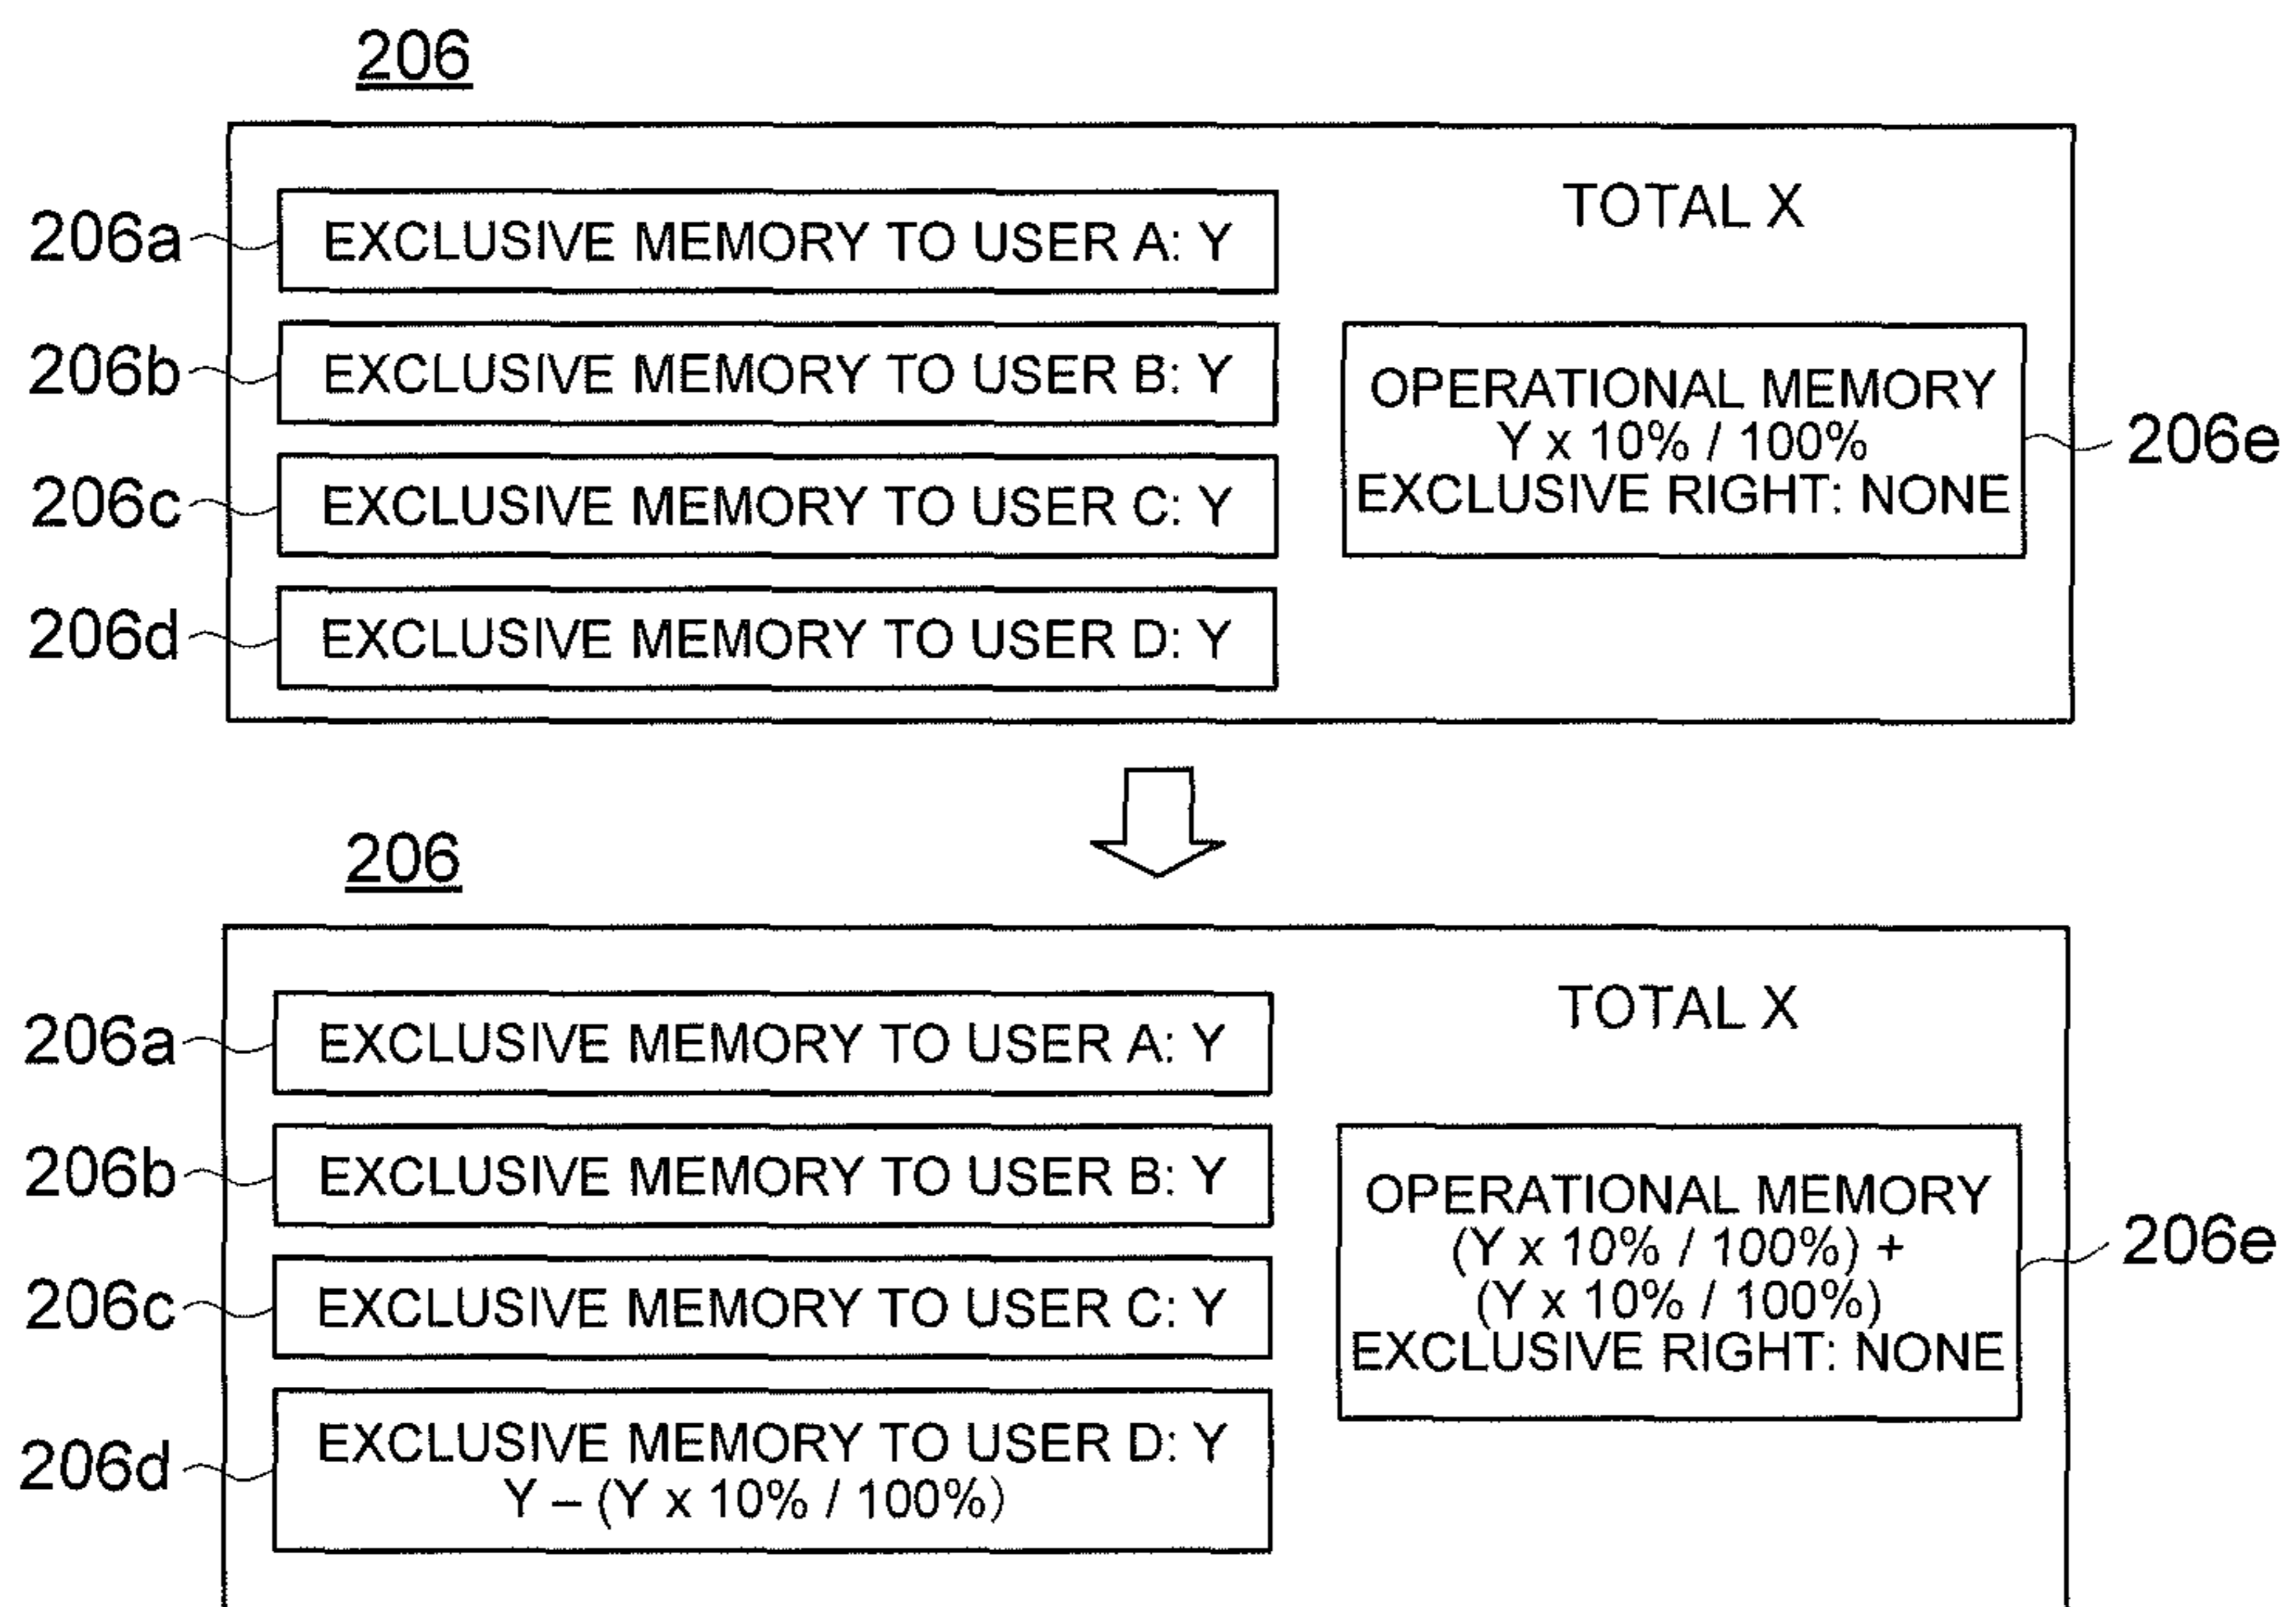 206
TOTAL X
206a
EXCLUSIVE MEMORY TO USER A: Y
206b
EXCLUSIVE MEMORY TO USER B: Y
206c
EXCLUSIVE MEMORY TO USER C: Y
206d
EXCLUSIVE MEMORY TO USER D: Y
OPERATIONAL MEMORY
Y x 10% / 100%
EXCLUSIVE RIGHT: NONE
206e
206
TOTAL X
206a
EXCLUSIVE MEMORY TO USER A: Y
206b
EXCLUSIVE MEMORY TO USER B: Y
206c
EXCLUSIVE MEMORY TO USER C: Y
206d
EXCLUSIVE MEMORY TO USER D: Y
Y – (Y x 10% / 100%)
OPERATIONAL MEMORY
(Y x 10% / 100%) +
(Y x 10% / 100%)
EXCLUSIVE RIGHT: NONE
206e